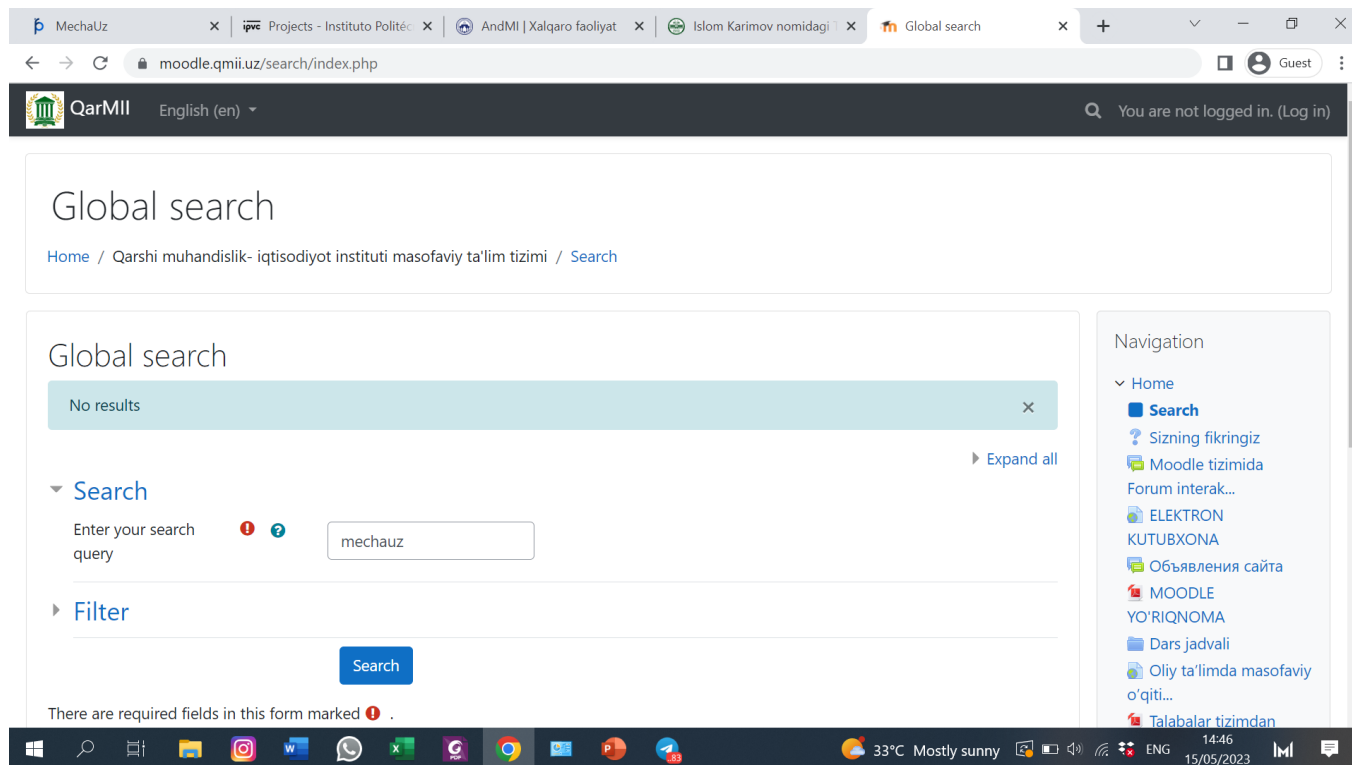 MechaUz
ipvc Projects - Instituto Politéc
AndMI | Xalqaro faoliyat
Islom Karimov nomidagi T
Global search
moodle.qmii.uz/search/index.php
Guest
QarMII
English (en)
You are not logged in. (Log in)
Global search
Home / Qarshi muhandislik- iqtisodiyot instituti masofaviy ta'lim tizimi / Search
Global search
No results
Expand all
Search
Enter your search
query
mechauz
Filter
Search
There are required fields in this form marked .
Navigation
Home
Search
Sizning fikringiz
Moodle tizimida
Forum interak...
ELEKTRON
KUTUBXONA
Объявления сайта
MOODLE
YO'RIQNOMA
Dars jadvali
Oliy ta’limda masofaviy
o’qiti...
Talabalar tizimdan
83
33°C Mostly sunny
ENG
14:46
15/05/2023